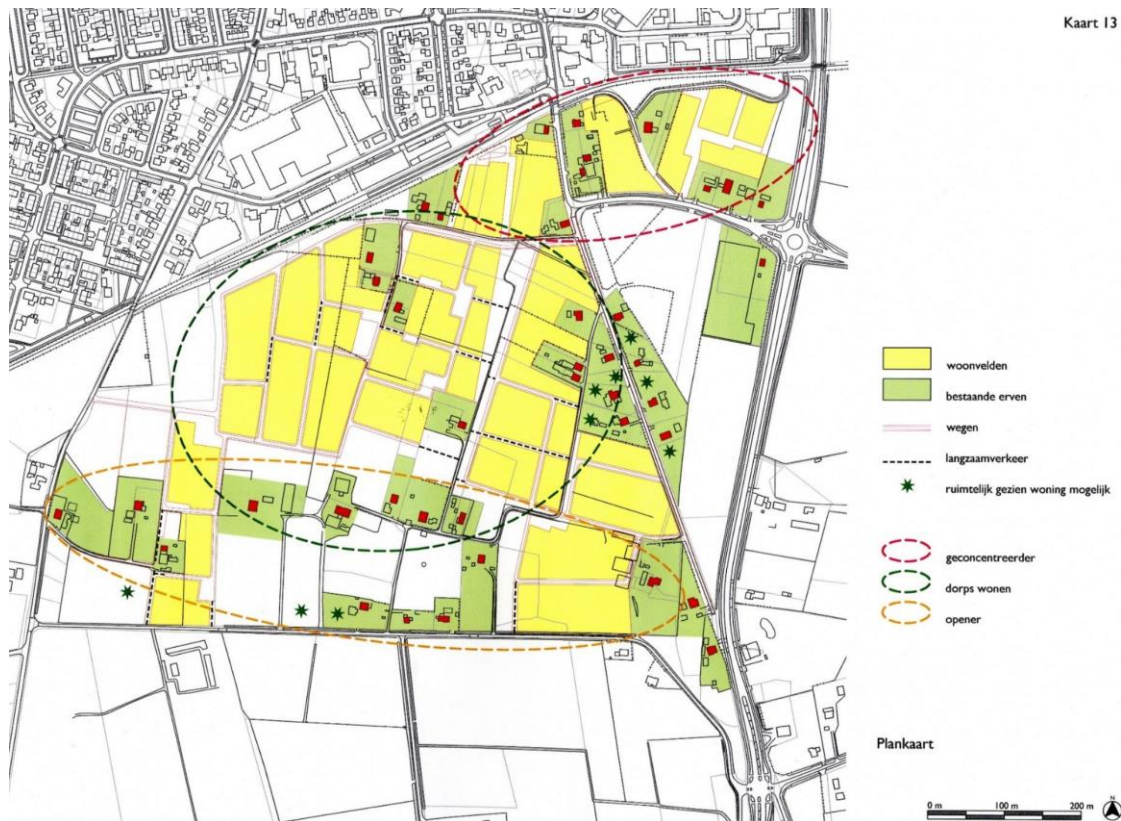 Kaart 13
woonvelden
bestaande erven
wegen
langzaamverkeer
ruimtelijk gezien woning mogelijk
geconcentreerder
dorps wonen
opener
Plankaart
0 m 100 m 200 m
N